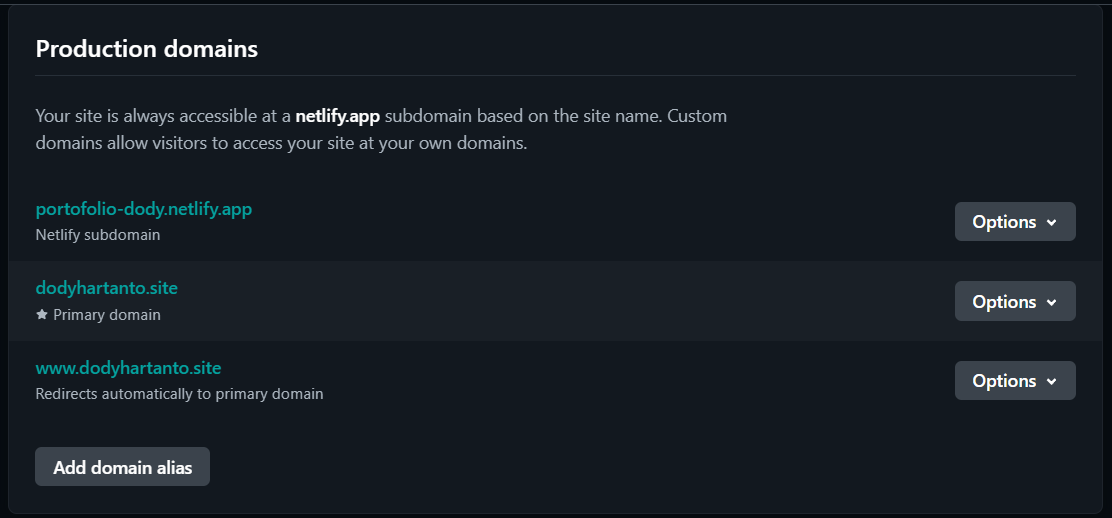 Production domains
Your site is always accessible at a netlify.app subdomain based on the site name. Custom
domains allow visitors to access your site at your own domains.
portofolio-dody.netlify.app
Netlify subdomain
Options
dodyhartanto.site
Primary domain
Options
www.dodyhartanto.site
Redirects automatically to primary domain
Options
Add domain alias